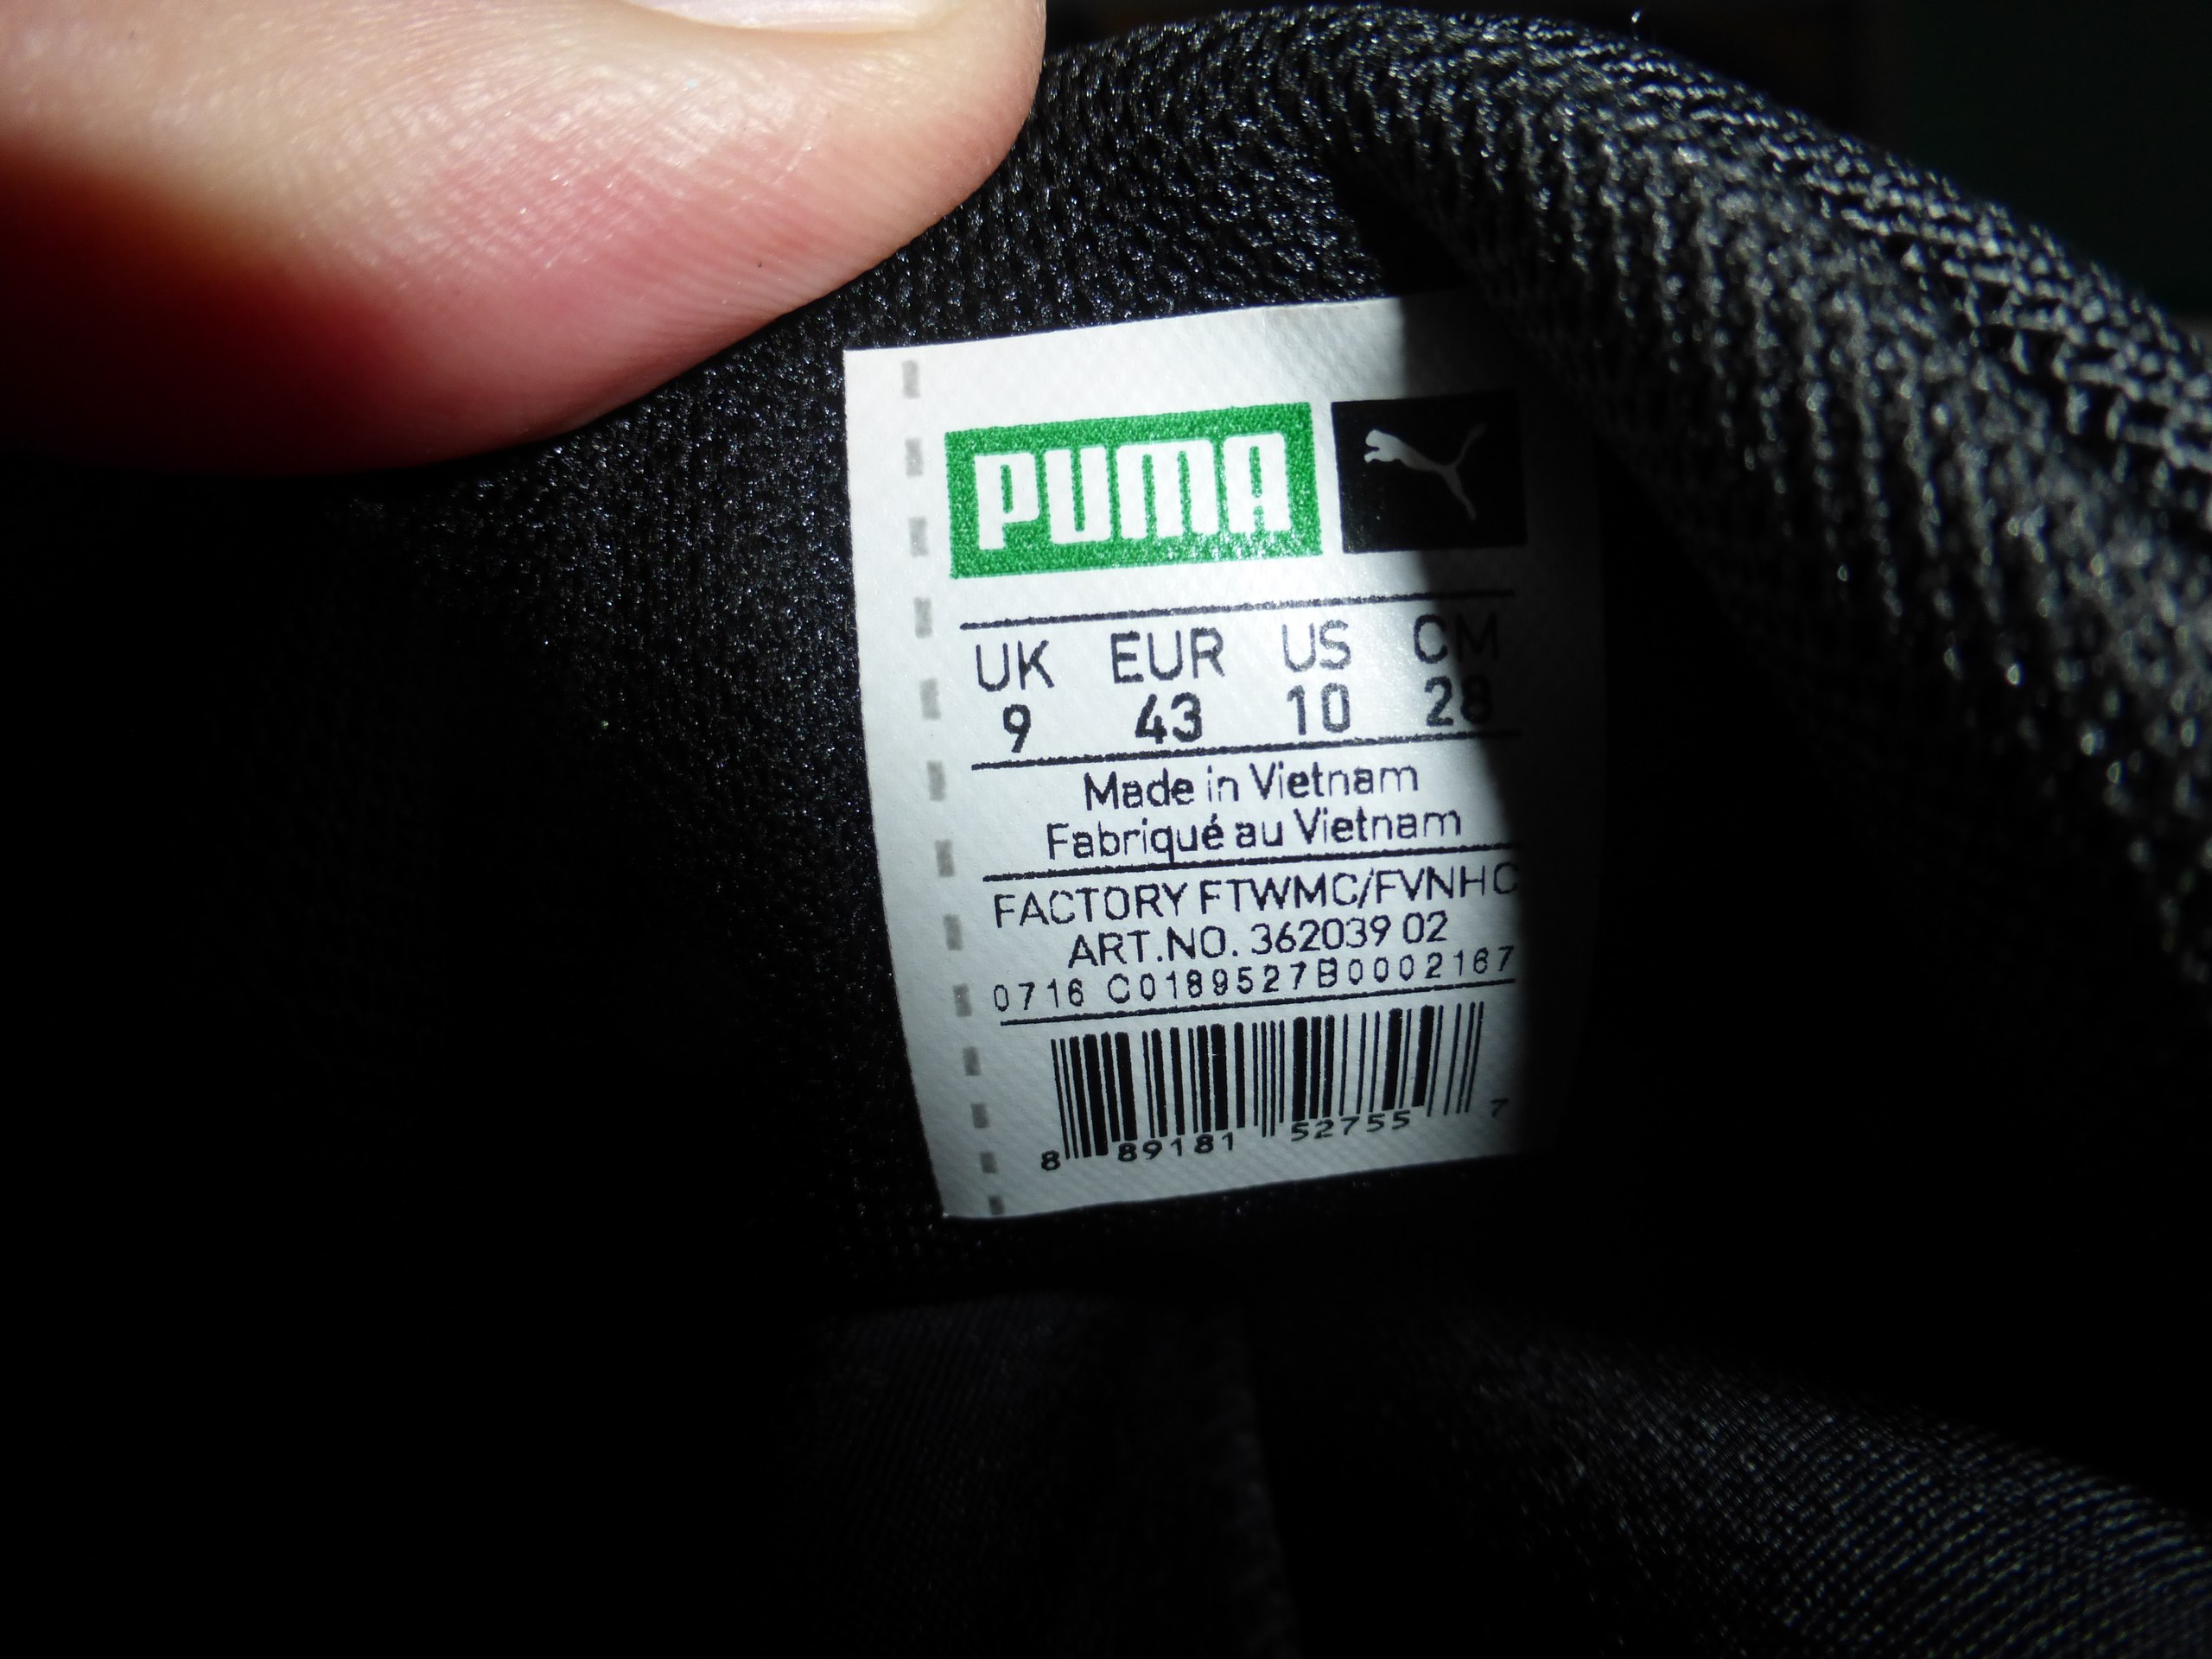 PUMA
UK EUR US CM
9 43 10 28
Made in Vietnam
Fabriqué au Vietnam
FACTORY FTWMC/FVNHC
ART.NO. 362039 02
0716 C0189527B0002167
8 89181 52755 7